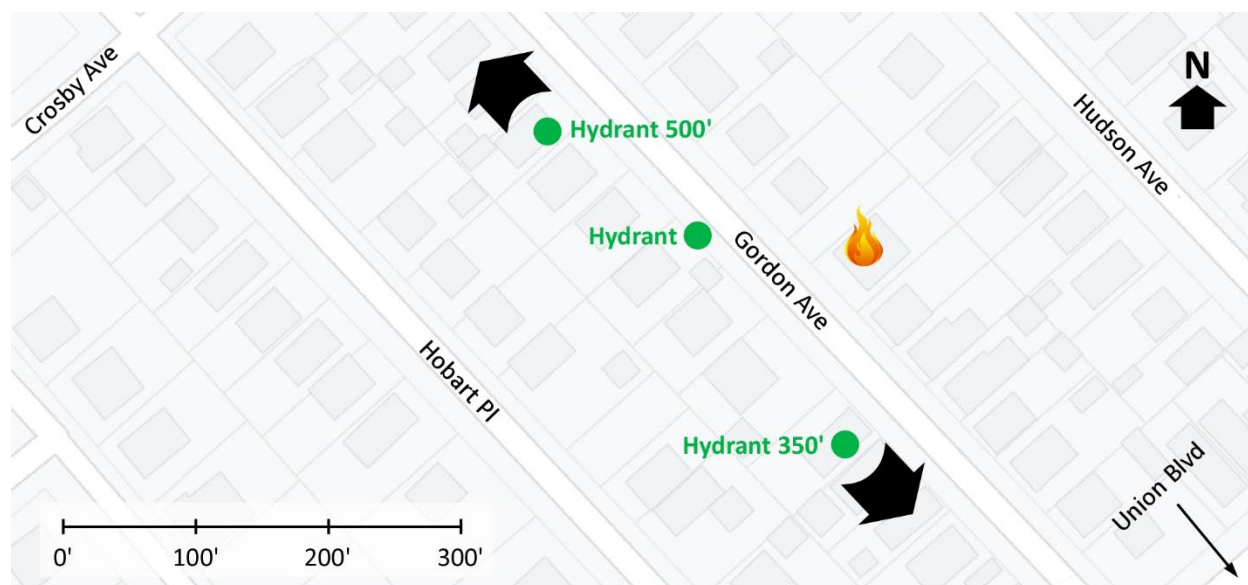 Crosby Ave
N
Hydrant 500'
Hudson Ave
Hydrant
Gordon Ave
Hobart Pl
Hydrant 350'
Union Blvd
0' 100' 200' 300'